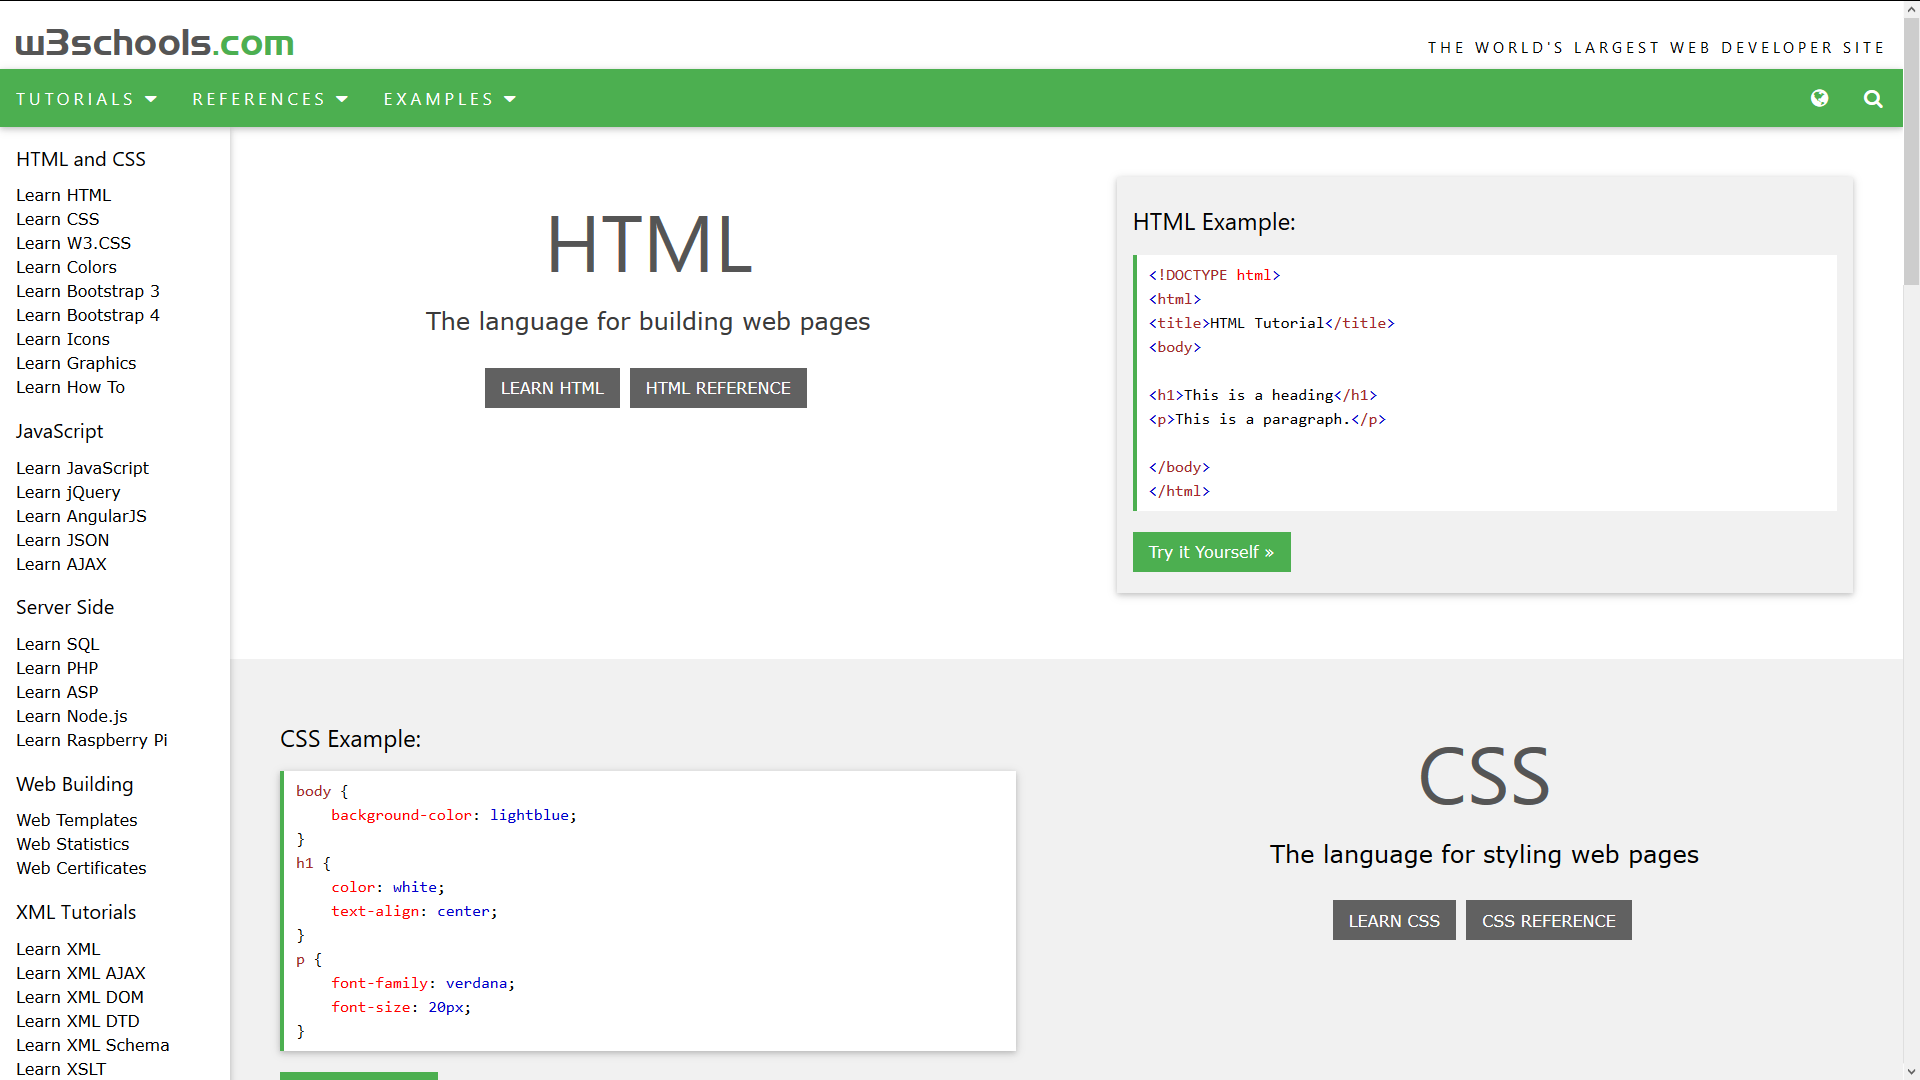 w3schools.com
THE WORLD'S LARGEST WEB DEVELOPER SITE
TUTORIALS REFERENCES EXAMPLES
HTML and CSS
Learn HTML
Learn CSS
Learn W3.CSS
Learn Colors
Learn Bootstrap 3
Learn Bootstrap 4
Learn Icons
Learn Graphics
Learn How To
JavaScript
Learn JavaScript
Learn jQuery
Learn AngularJS
Learn JSON
Learn AJAX
Server Side
Learn SQL
Learn PHP
Learn ASP
Learn Node.js
Learn Raspberry Pi
Web Building
Web Templates
Web Statistics
Web Certificates
XML Tutorials
Learn XML
Learn XML AJAX
Learn XML DOM
Learn XML DTD
Learn XML Schema
Learn XSLT
HTML
The language for building web pages
LEARN HTML HTML REFERENCE
HTML Example:
<!DOCTYPE html>
<html>
<title>HTML Tutorial</title>
<body>
<h1>This is a heading</h1>
<p>This is a paragraph.</p>
</body>
</html>
Try it Yourself »
CSS Example:
body {
    background-color: lightblue;
}
h1 {
    color: white;
    text-align: center;
}
p {
    font-family: verdana;
    font-size: 20px;
}
CSS
The language for styling web pages
LEARN CSS CSS REFERENCE